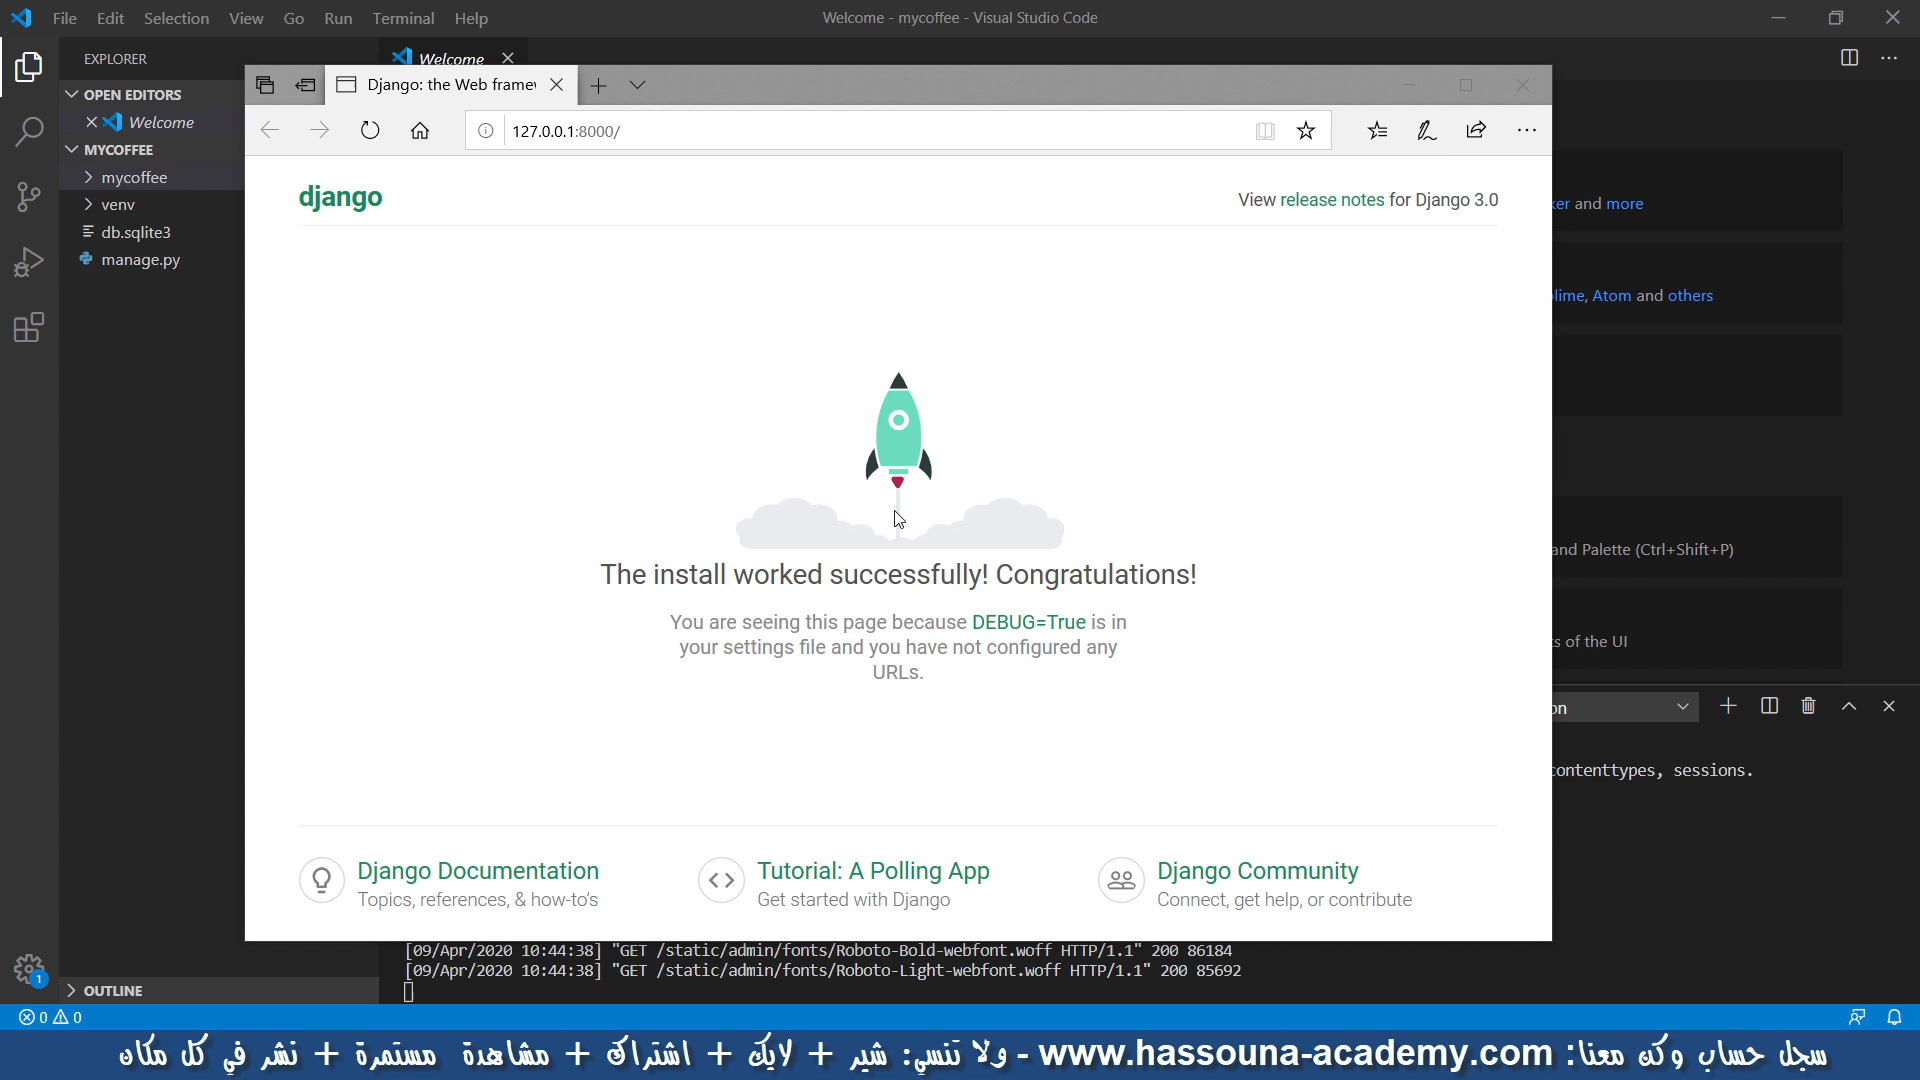 File Edit Selection View Go Run Terminal Help
Welcome - mycoffee - Visual Studio Code
EXPLORER
Welcome
OPEN EDITORS
Welcome
MYCOFFEE
mycoffee
venv
db.sqlite3
manage.py
Django: the Web framew
127.0.0.1:8000/
django
View release notes for Django 3.0
and more
Atom and others
The install worked successfully! Congratulations!
You are seeing this page because DEBUG=True is in
your settings file and you have not configured any
URLs.
Palette (Ctrl+Shift+P)
of the UI
on
contenttypes, sessions.
Django Documentation
Topics, references, & how-to's
Tutorial: A Polling App
Get started with Django
Django Community
Connect, get help, or contribute
[09/Apr/2020 10:44:38] "GET /static/admin/fonts/Roboto-Bold-webfont.woff HTTP/1.1" 200 86184
[09/Apr/2020 10:44:38] "GET /static/admin/fonts/Roboto-Light-webfont.woff HTTP/1.1" 200 85692
1
OUTLINE
0 0
سجل حساب وكن معنا: www.hassouna-academy.com - ولا تنسي: شير + لايك + اشتراك + مشاهدة مستمرة + نشر في كل مكان